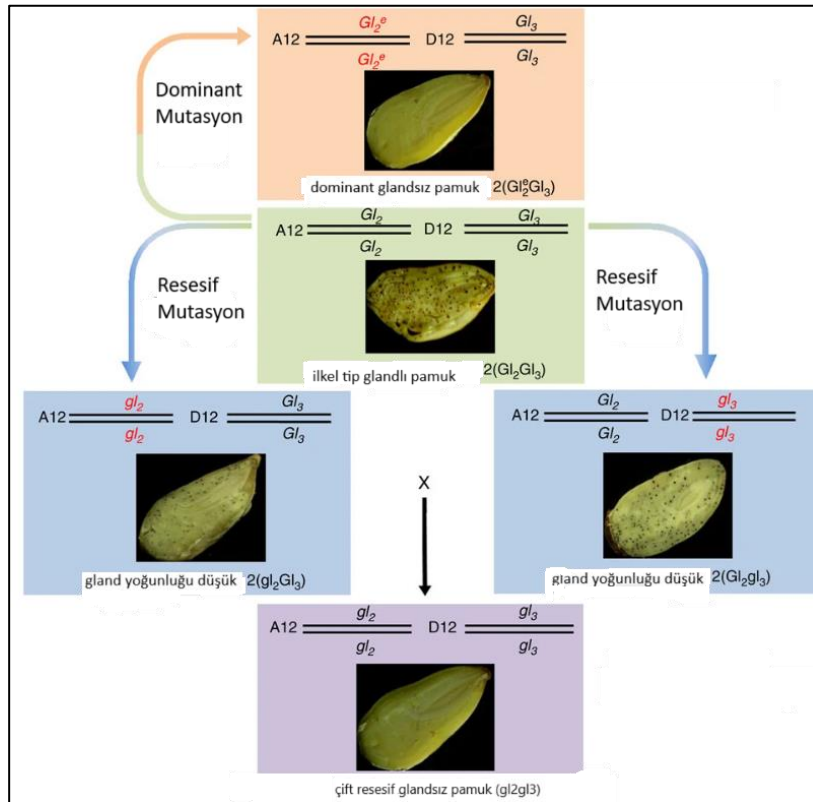 A12 Gl₂ᵉ D12 Gl₃
Gl₂ᵉ Gl₃
Dominant
Mutasyon
dominant glandsız pamuk 2(Gl₂ᵉGl₃)
A12 Gl₂ D12 Gl₃
Gl₂ Gl₃
Resesif
Mutasyon
Resesif
Mutasyon
ilkel tip glandlı pamuk 2(Gl₂Gl₃)
A12 gl₂ D12 Gl₃
gl₂ Gl₃
gland yoğunluğu düşük 2(gl₂Gl₃)
A12 Gl₂ D12 gl₃
Gl₂ gl₃
gland yoğunluğu düşük 2(Gl₂gl₃)
X
A12 gl₂ D12 gl₃
gl₂ gl₃
çift resesif glandsız pamuk (gl2gl3)